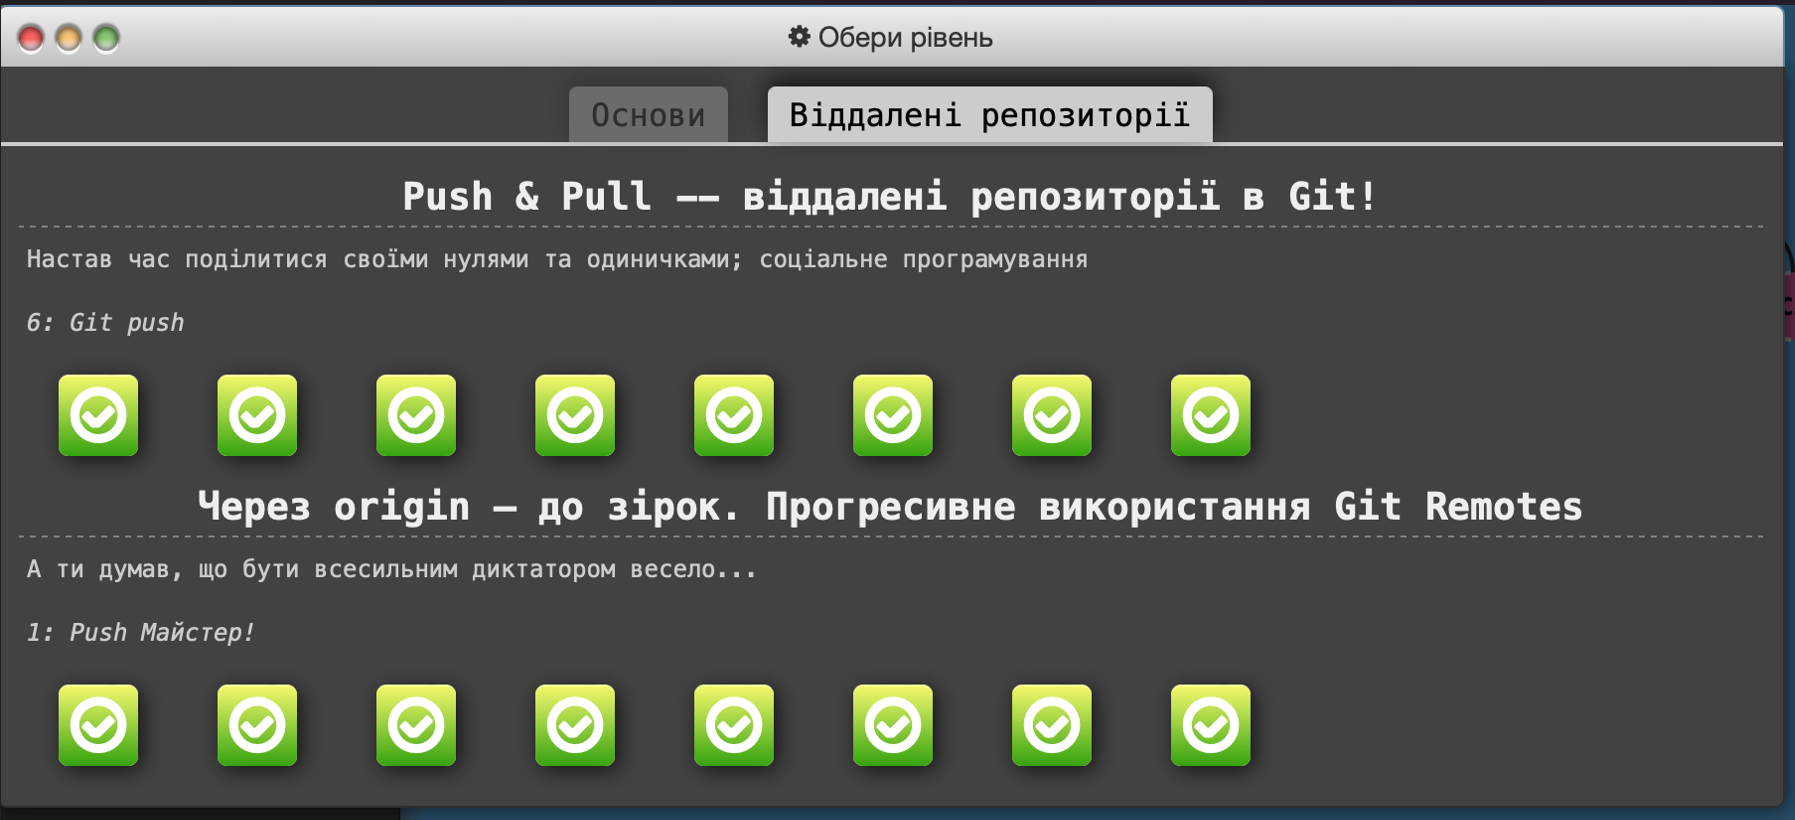 Обери рівень
Основи
Віддалені репозиторії
Push & Pull –– віддалені репозиторії в Git!
Настав час поділитися своїми нулями та одиничками; соціальне програмування
6: Git push
Через origin – до зірок. Прогресивне використання Git Remotes
А ти думав, що бути всесильним диктатором весело...
1: Push Майстер!